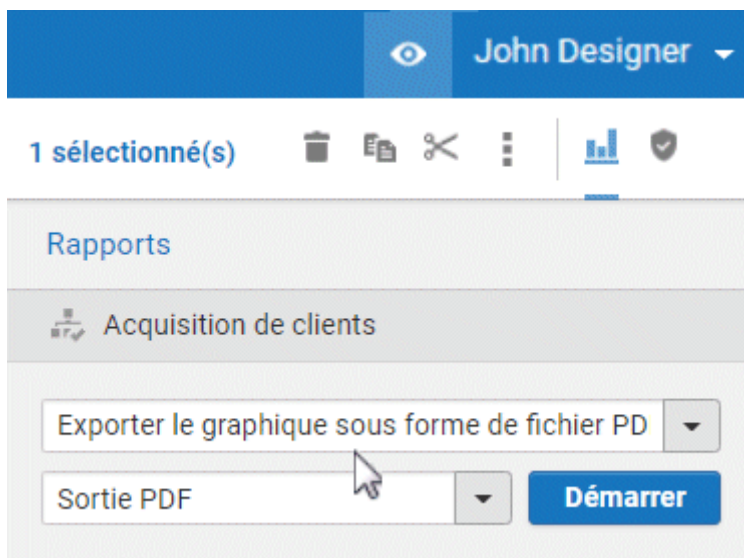 John Designer
1 sélectionné(s)
Rapports
Acquisition de clients
Exporter le graphique sous forme de fichier PD
Sortie PDF
Démarrer